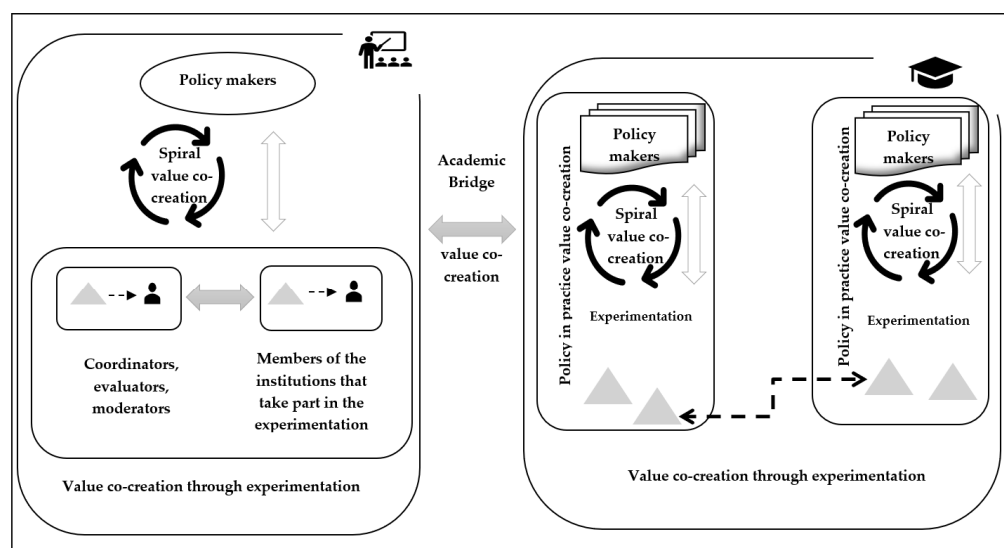 Policy makers
Spiral
value co-
creation
Coordinators,
evaluators,
moderators
Members of the
institutions that
take part in the
experimentation
Value co-creation through experimentation
Academic
Bridge
value co-
creation
Policy in practice value co-creation
Policy
makers
Spiral
value co-
creation
Experimentation
Policy in practice value co-creation
Policy
makers
Spiral
value co-
creation
Experimentation
Value co-creation through experimentation